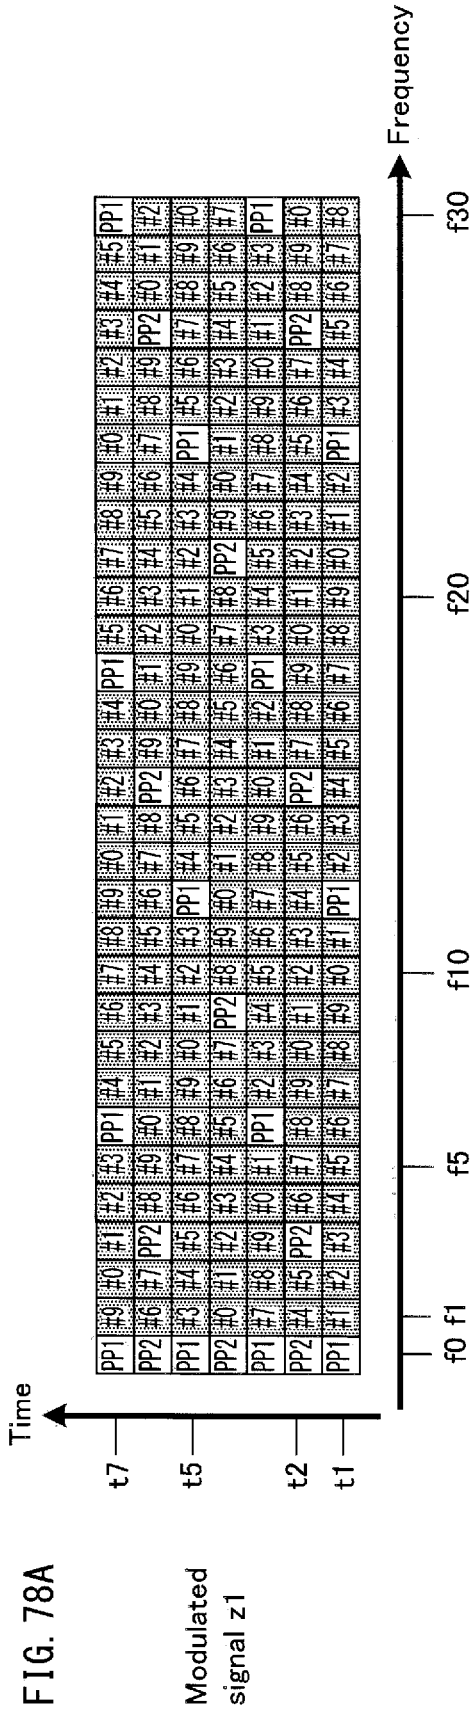 FIG. 78A
Modulated
signal z1
Time
t7 PP1 #9 #0 #1 #2 #3 PP1 #4 #5 #6 #7 #8 #9 #0 #1 #2 #3 #4 PP1 #5 #6 #7 #8 #9 #0 #1 #2 #3 #4 #5 PP1
PP2 #6 #7 PP2 #8 #9 #0 #1 #2 #3 #4 #5 #6 #7 #8 PP2 #9 #0 #1 #2 #3 #4 #5 #6 #7 #8 #9 PP2 #0 #1 #2
t5 PP1 #3 #4 #5 #6 #7 #8 #9 #0 #1 #2 #3 PP1 #4 #5 #6 #7 #8 #9 #0 #1 #2 #3 #4 PP1 #5 #6 #7 #8 #9 #0
PP2 #0 #1 #2 #3 #4 #5 #6 #7 PP2 #8 #9 #0 #1 #2 #3 #4 #5 #6 #7 #8 PP2 #9 #0 #1 #2 #3 #4 #5 #6 #7
PP1 #7 #8 #9 #0 #1 PP1 #2 #3 #4 #5 #6 #7 #8 #9 #0 #1 #2 PP1 #3 #4 #5 #6 #7 #8 #9 #0 #1 #2 #3 PP1
t2 PP2 #4 #5 PP2 #6 #7 #8 #9 #0 #1 #2 #3 #4 #5 #6 PP2 #7 #8 #9 #0 #1 #2 #3 #4 #5 #6 #7 PP2 #8 #9 #0
t1 PP1 #1 #2 #3 #4 #5 #6 #7 #8 #9 #0 #1 PP1 #2 #3 #4 #5 #6 #7 #8 #9 #0 #1 #2 PP1 #3 #4 #5 #6 #7 #8
Frequency
f0 f1 f5 f10 f20 f30